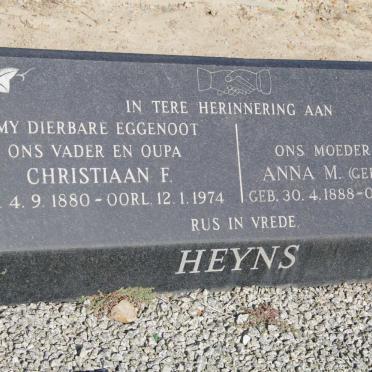 IN TERE HERINNERING AAN
MY DIERBARE EGGENOOT
ONS VADER EN OUPA
CHRISTIAAN F.
4. 9. 1880 - OORL. 12. 1. 1974
ONS MOEDER
ANNA M. (GE
GEB. 30. 4. 1888 - O
RUS IN VREDE.
HEYNS